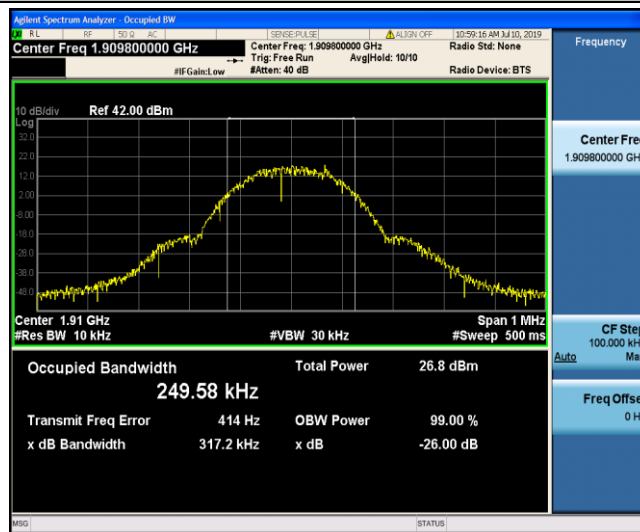 Agilent Spectrum Analyzer - Occupied BW
RL RF 50 Ω AC SENSE:PULSE ALIGN OFF 10:59:16 AM Jul 10, 2019
Center Freq 1.909800000 GHz
Center Freq: 1.909800000 GHz Radio Std: None
Trig: Free Run Avg|Hold: 10/10
#IFGain:Low #Atten: 40 dB Radio Device: BTS
10 dB/div Ref 42.00 dBm
Log
32.0
22.0
12.0
2.00
-8.00
-18.0
-28.0
-38.0
-48.0
Center 1.91 GHz Span 1 MHz
#Res BW 10 kHz #VBW 30 kHz #Sweep 500 ms
Occupied Bandwidth Total Power 26.8 dBm
249.58 kHz
Transmit Freq Error 414 Hz OBW Power 99.00 %
x dB Bandwidth 317.2 kHz x dB -26.00 dB
MSG STATUS
Frequency
Center Fre
1.909800000 GH
CF Step
100.000 kH
Auto Ma
Freq Offse
0 H